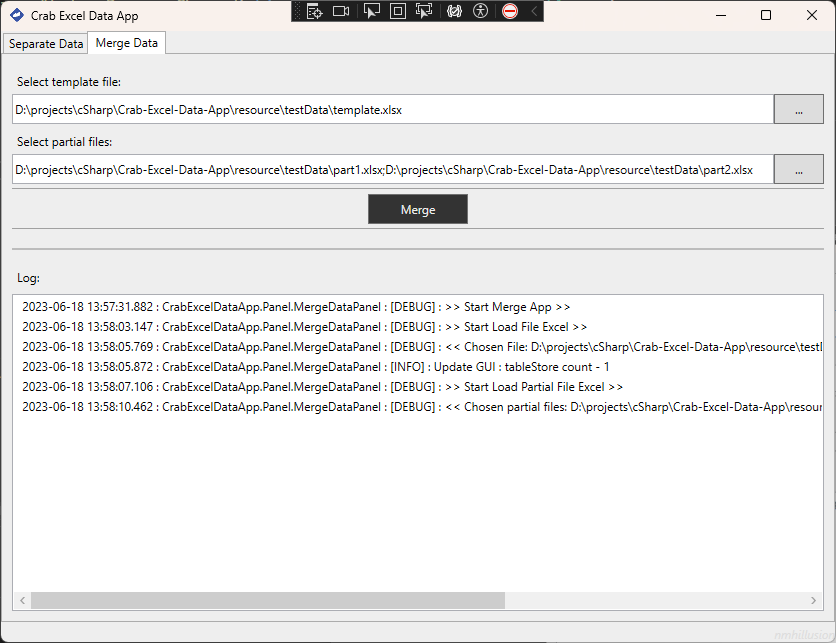 Crab Excel Data App
Separate Data
Merge Data
Select template file:
D:\projects\cSharp\Crab-Excel-Data-App\resource\testData\template.xlsx
...
Select partial files:
D:\projects\cSharp\Crab-Excel-Data-App\resource\testData\part1.xlsx;D:\projects\cSharp\Crab-Excel-Data-App\resource\testData\part2.xlsx
...
Merge
Log:
2023-06-18 13:57:31.882 : CrabExcelDataApp.Panel.MergeDataPanel : [DEBUG] : >> Start Merge App >>
2023-06-18 13:58:03.147 : CrabExcelDataApp.Panel.MergeDataPanel : [DEBUG] : >> Start Load File Excel >>
2023-06-18 13:58:05.769 : CrabExcelDataApp.Panel.MergeDataPanel : [DEBUG] : << Chosen File: D:\projects\cSharp\Crab-Excel-Data-App\resource\test
2023-06-18 13:58:05.872 : CrabExcelDataApp.Panel.MergeDataPanel : [INFO] : Update GUI : tableStore count - 1
2023-06-18 13:58:07.106 : CrabExcelDataApp.Panel.MergeDataPanel : [DEBUG] : >> Start Load Partial File Excel >>
2023-06-18 13:58:10.462 : CrabExcelDataApp.Panel.MergeDataPanel : [DEBUG] : << Chosen partial files: D:\projects\cSharp\Crab-Excel-Data-App\resour
nmhillusion